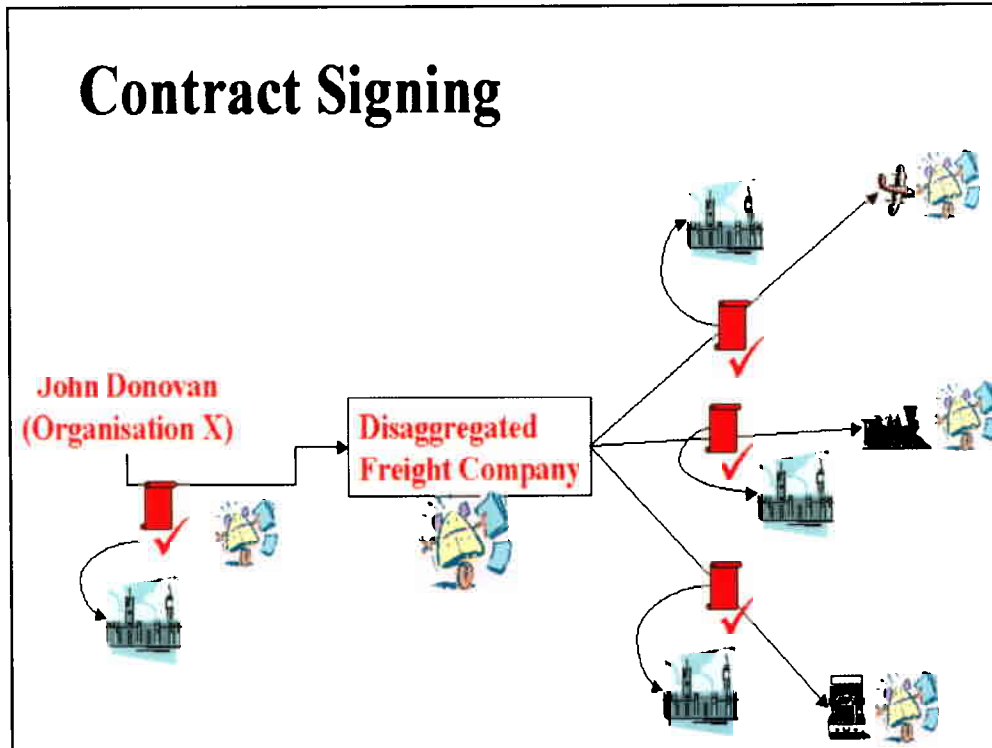 Contract Signing
John Donovan
(Organisation X)
Disaggregated
Freight Company